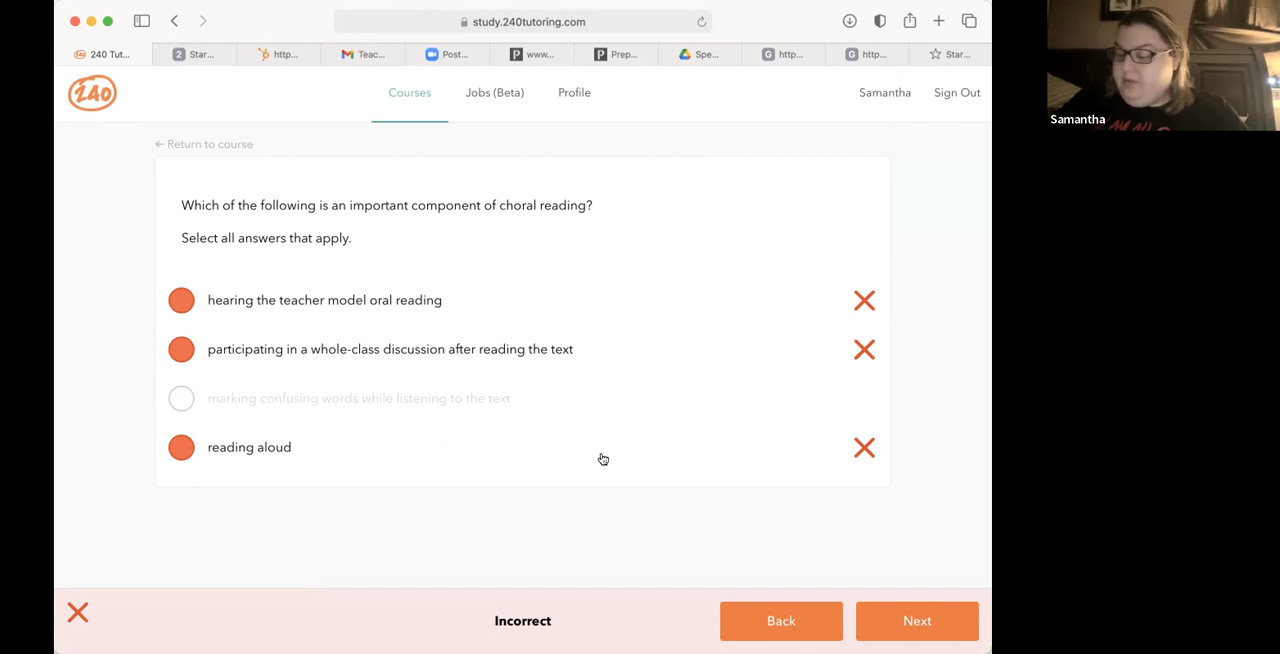 study.240tutoring.com
240 Tut...
2 Star...
http...
Teac...
Post...
P www...
P Prep...
Spe...
G http...
G http...
Star...
240
Courses
Jobs (Beta)
Profile
Samantha
Sign Out
← Return to course
Which of the following is an important component of choral reading?
Select all answers that apply.
hearing the teacher model oral reading
participating in a whole-class discussion after reading the text
marking confusing words while listening to the text
reading aloud
Incorrect
Back
Next
Samantha